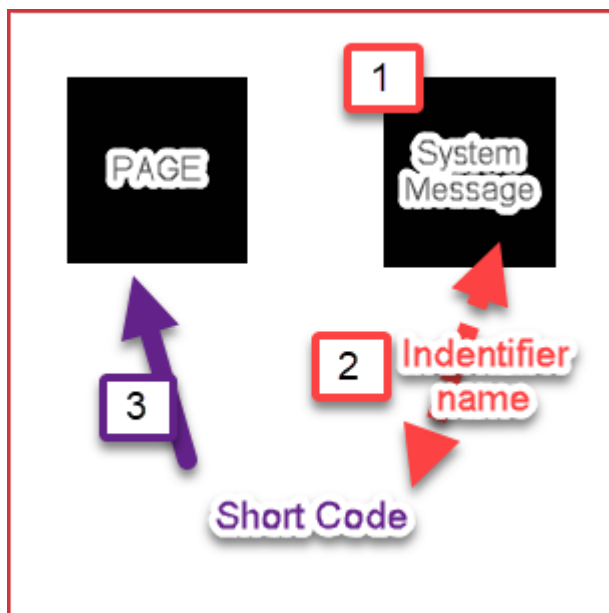 1
PAGE
System
Message
2
Indentifier
name
3
Short Code